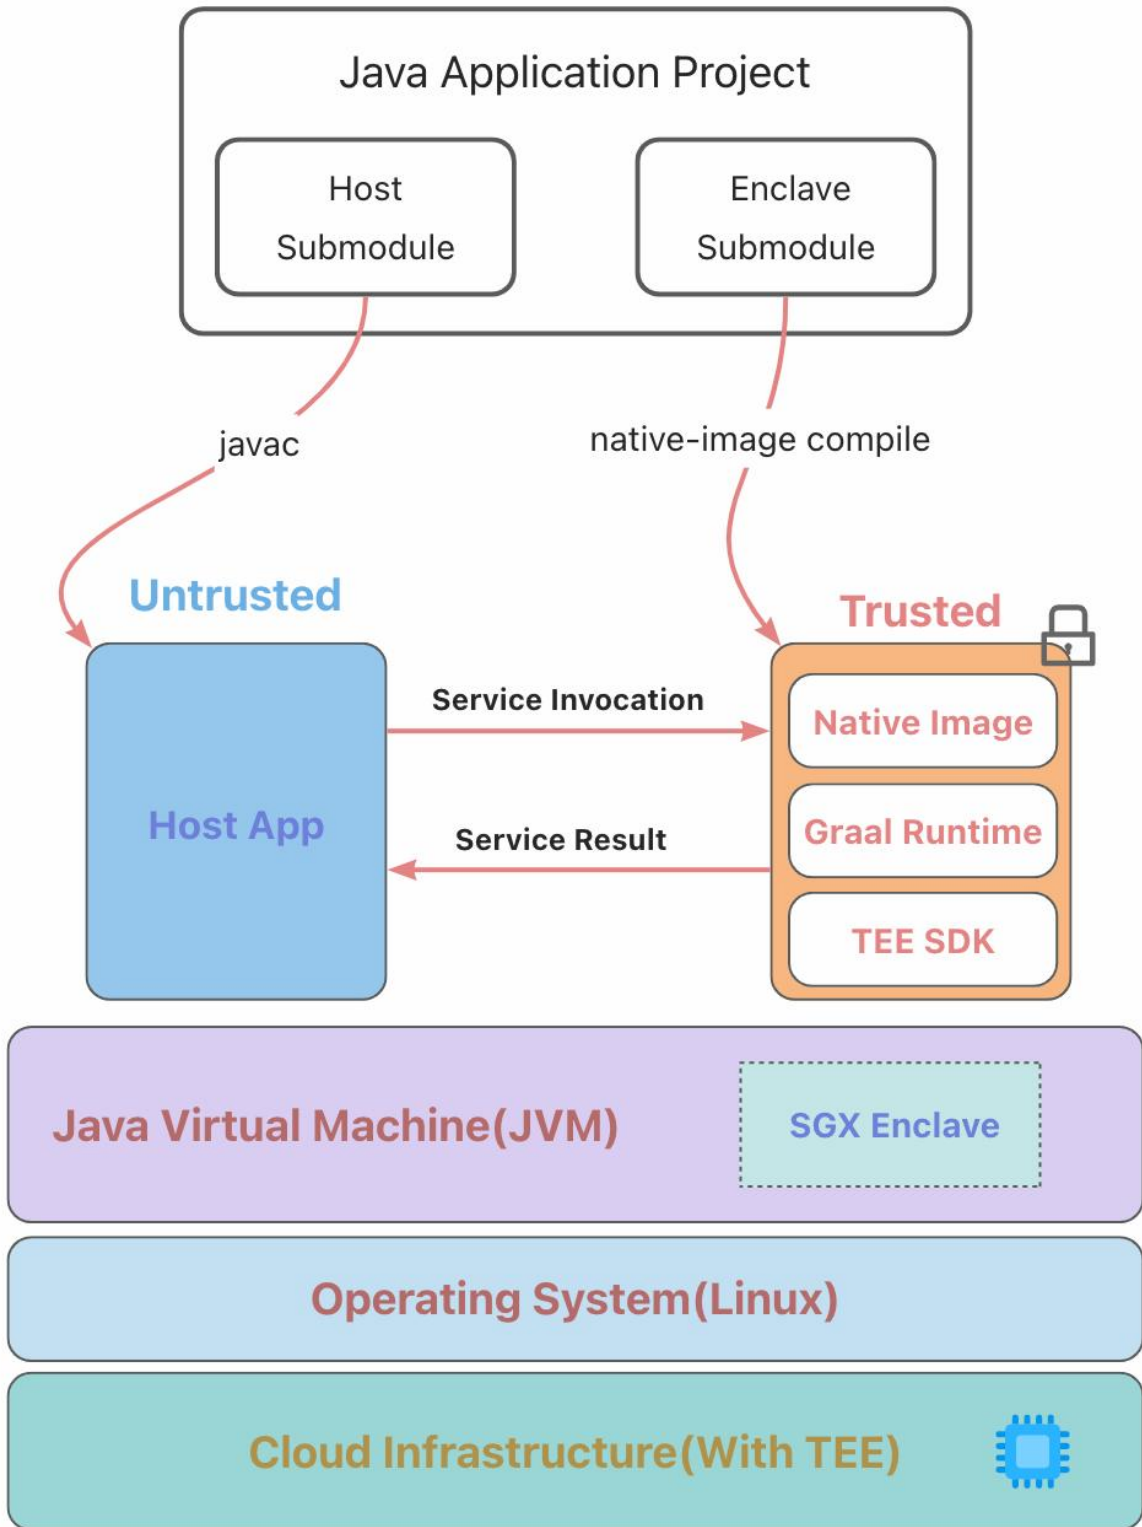 Java Application Project
Host
Submodule
Enclave
Submodule
javac
native-image compile
Untrusted
Trusted
Service Invocation
Native Image
Host App
Graal Runtime
Service Result
TEE SDK
Java Virtual Machine(JVM)
SGX Enclave
Operating System(Linux)
Cloud Infrastructure(With TEE)